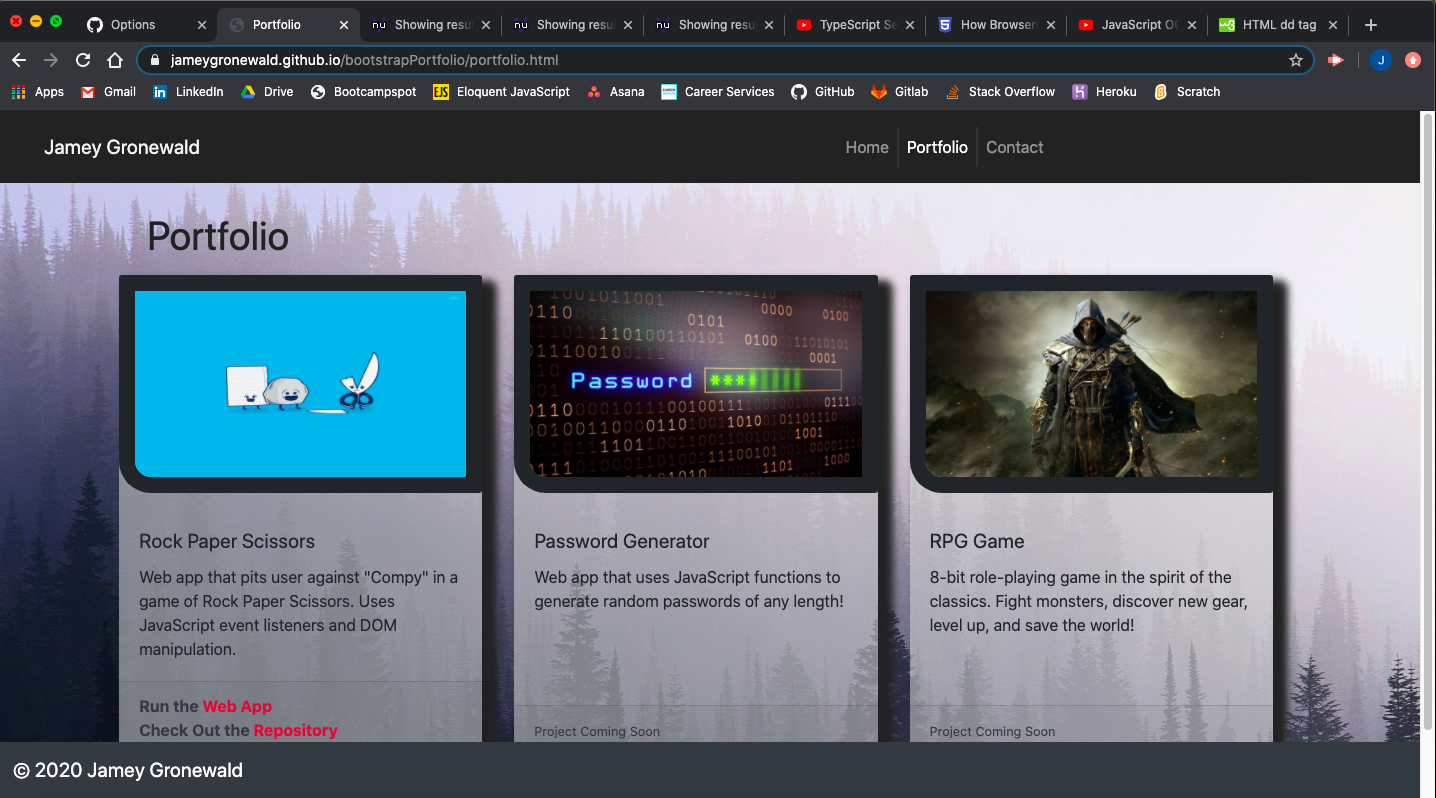 Options
Portfolio
Showing resu
Showing resu
Showing resu
TypeScript Se
How Browser
JavaScript OO
HTML dd tag
jameygronewald.github.io/bootstrapPortfolio/portfolio.html
J
Apps Gmail LinkedIn Drive Bootcampspot EJS Eloquent JavaScript Asana Career Services GitHub Gitlab Stack Overflow Heroku Scratch
Jamey Gronewald
Home Portfolio Contact
Portfolio
Password
Rock Paper Scissors
Web app that pits user against "Compy" in a
game of Rock Paper Scissors. Uses
JavaScript event listeners and DOM
manipulation.
Run the Web App
Check Out the Repository
Password Generator
Web app that uses JavaScript functions to
generate random passwords of any length!
Project Coming Soon
RPG Game
8-bit role-playing game in the spirit of the
classics. Fight monsters, discover new gear,
level up, and save the world!
Project Coming Soon
© 2020 Jamey Gronewald